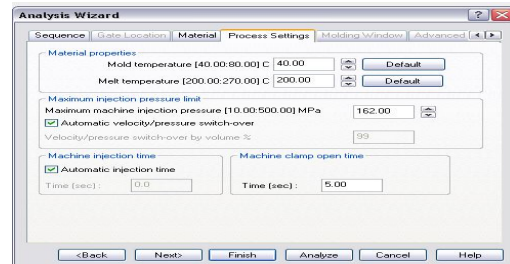 Analysis Wizard
Sequence Gate Location Material Process Settings Molding Window Advanced
Material properties
Mold temperature [40.00:80.00] C 40.00 Default
Melt temperature [200.00:270.00] C 200.00 Default
Maximum injection pressure limit
Maximum machine injection pressure [10.00:500.00] MPa 162.00
Automatic velocity/pressure switch-over
Velocity/pressure switch-over by volume % 99
Machine injection time Machine clamp open time
Automatic injection time
Time (sec) : 0.0 Time (sec) : 5.00
<Back Next> Finish Analyze Cancel Help